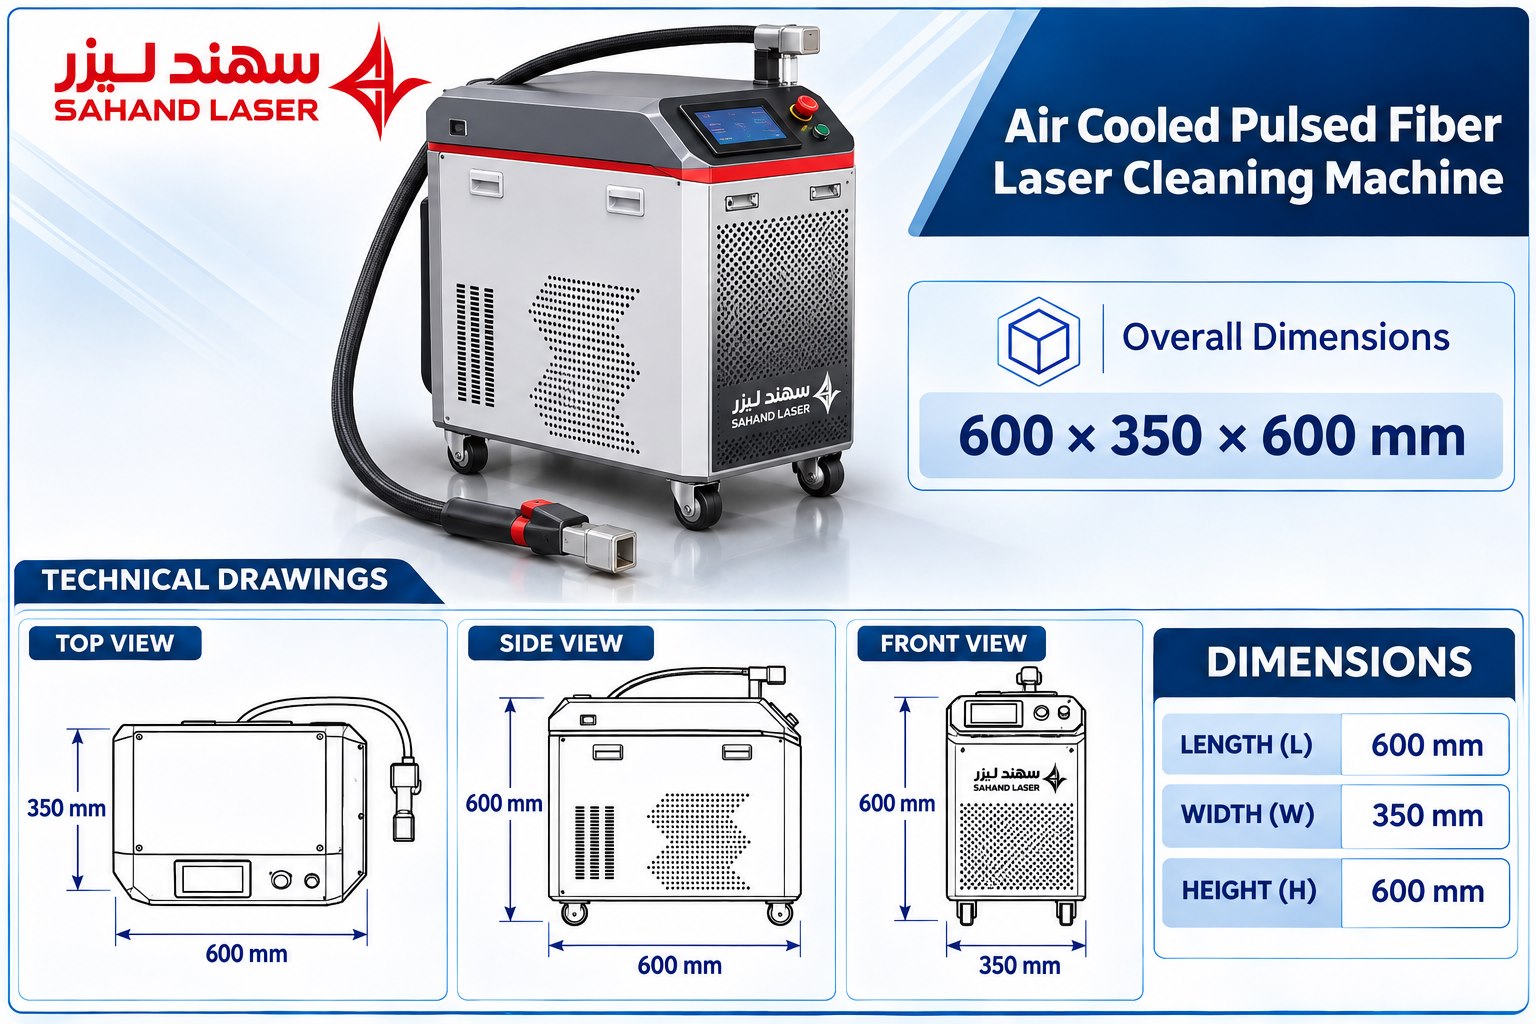 سهند لیزر
SAHAND LASER
Air Cooled Pulsed Fiber
Laser Cleaning Machine
Overall Dimensions
600 × 350 × 600 mm
سهند لیزر
SAHAND LASER
TECHNICAL DRAWINGS
TOP VIEW
350 mm
600 mm
SIDE VIEW
600 mm
600 mm
FRONT VIEW
600 mm
سهند لیزر
SAHAND LASER
350 mm
DIMENSIONS
LENGTH (L) 600 mm
WIDTH (W) 350 mm
HEIGHT (H) 600 mm